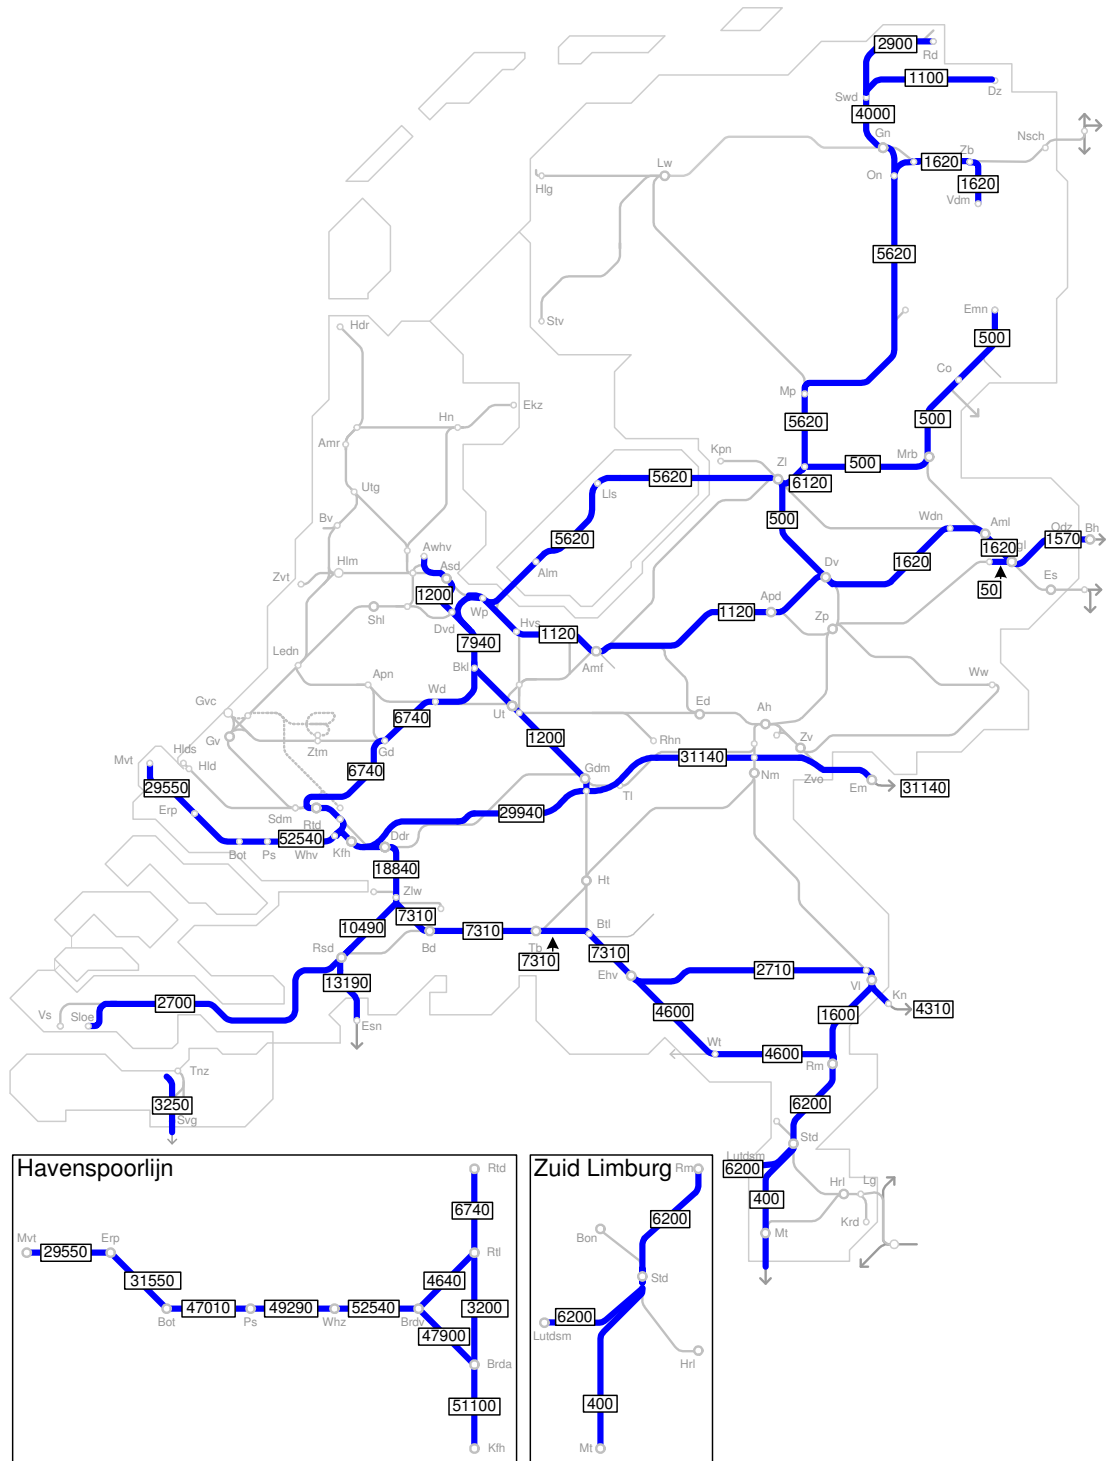 2900
Rd
1100
Dz
Swd
4000
Gn
Nsch
Zb
1620
Lw
On
Hlg
1620
Vdm
5620
Emn
Stv
Hdr
500
Co
Mp
Ekz
Hn
5620
500
Amr
Kpn
Zl
Mrb
500
5620
6120
Lls
Utg
500
Wdn
Aml
Odz
Bv
Bh
1570
5620
1620
Awhv
Hlm
Asd
Alm
1620
Dv
Zvt
1200
50
Es
Wp
Apd
Shl
Dvd
Hvs
1120
Zp
1120
7940
Ledn
Bkl
Amf
Apn
Ww
Wd
Gvc
Ut
Ed
Ah
6740
1200
Gv
Rhn
Zv
Hlds
Ztm
Gd
Mvt
Hld
6740
31140
Gdm
Nm
Zvo
Em
29550
31140
Tl
Erp
Sdm
Rtd
29940
52540
Bot
Ps
Whv
Kfh
Ddr
18840
Ht
Zlw
7310
10490
Btl
7310
Bd
Tb
Rsd
7310
7310
2710
Ehv
13190
Vl
Kn
2700
4600
1600
4310
Vs
Sloe
Esn
Wt
4600
Rm
Tnz
3250
6200
Svg
Std
Lutdsm
6200
400
Hrl
Lg
Krd
Mt
Havenspoorlijn
Rtd
6740
Mvt
29550
Erp
Rtl
31550
4640
47010
49290
52540
3200
Bot
Ps
Whz
Brdv
47900
Brda
51100
Kfh
Zuid Limburg
Rm
6200
Bon
Std
6200
Lutdsm
Hrl
400
Mt